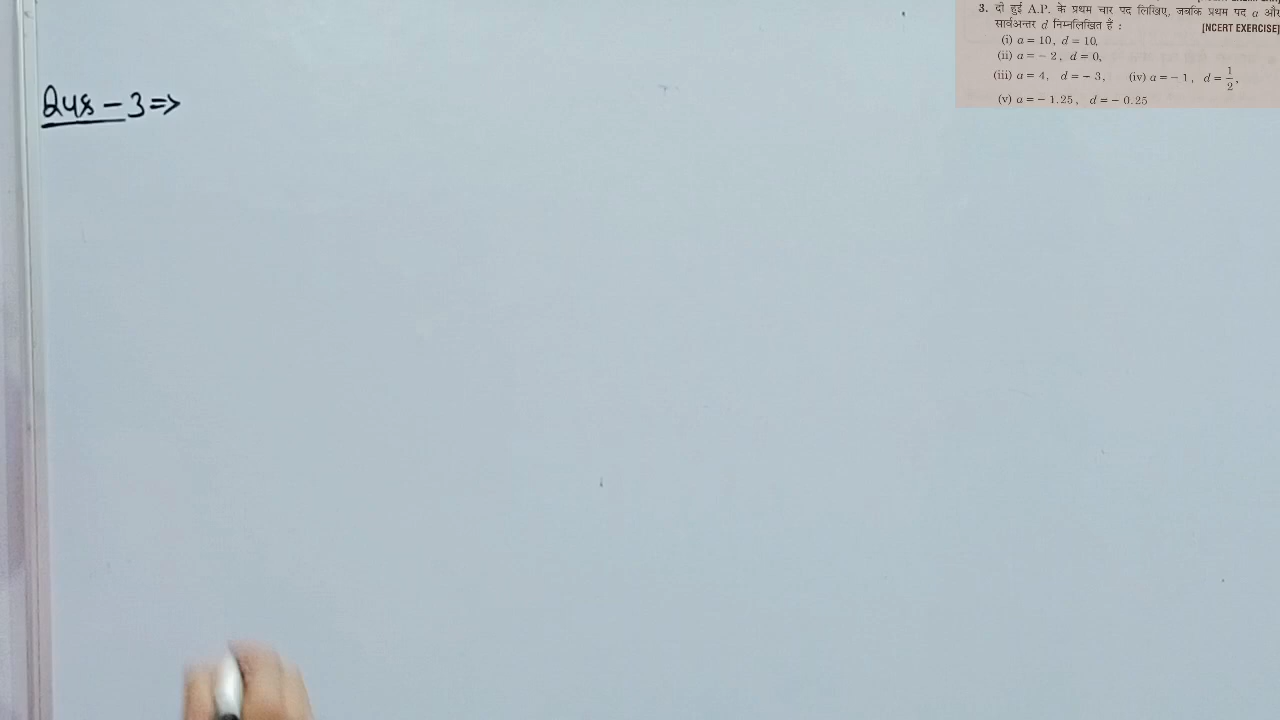 3. दी हुई A.P. के प्रथम चार पद लिखिए, जबकि प्रथम पद a और
सार्वअन्तर d निम्नलिखित हैं :
[NCERT EXERCISE]
(i) a = 10, d = 10,
(ii) a = − 2, d = 0,
(iii) a = 4, d = − 3, (iv) a = − 1, d = 1/2,
(v) a = − 1.25, d = − 0.25
Qus − 3 ⇒